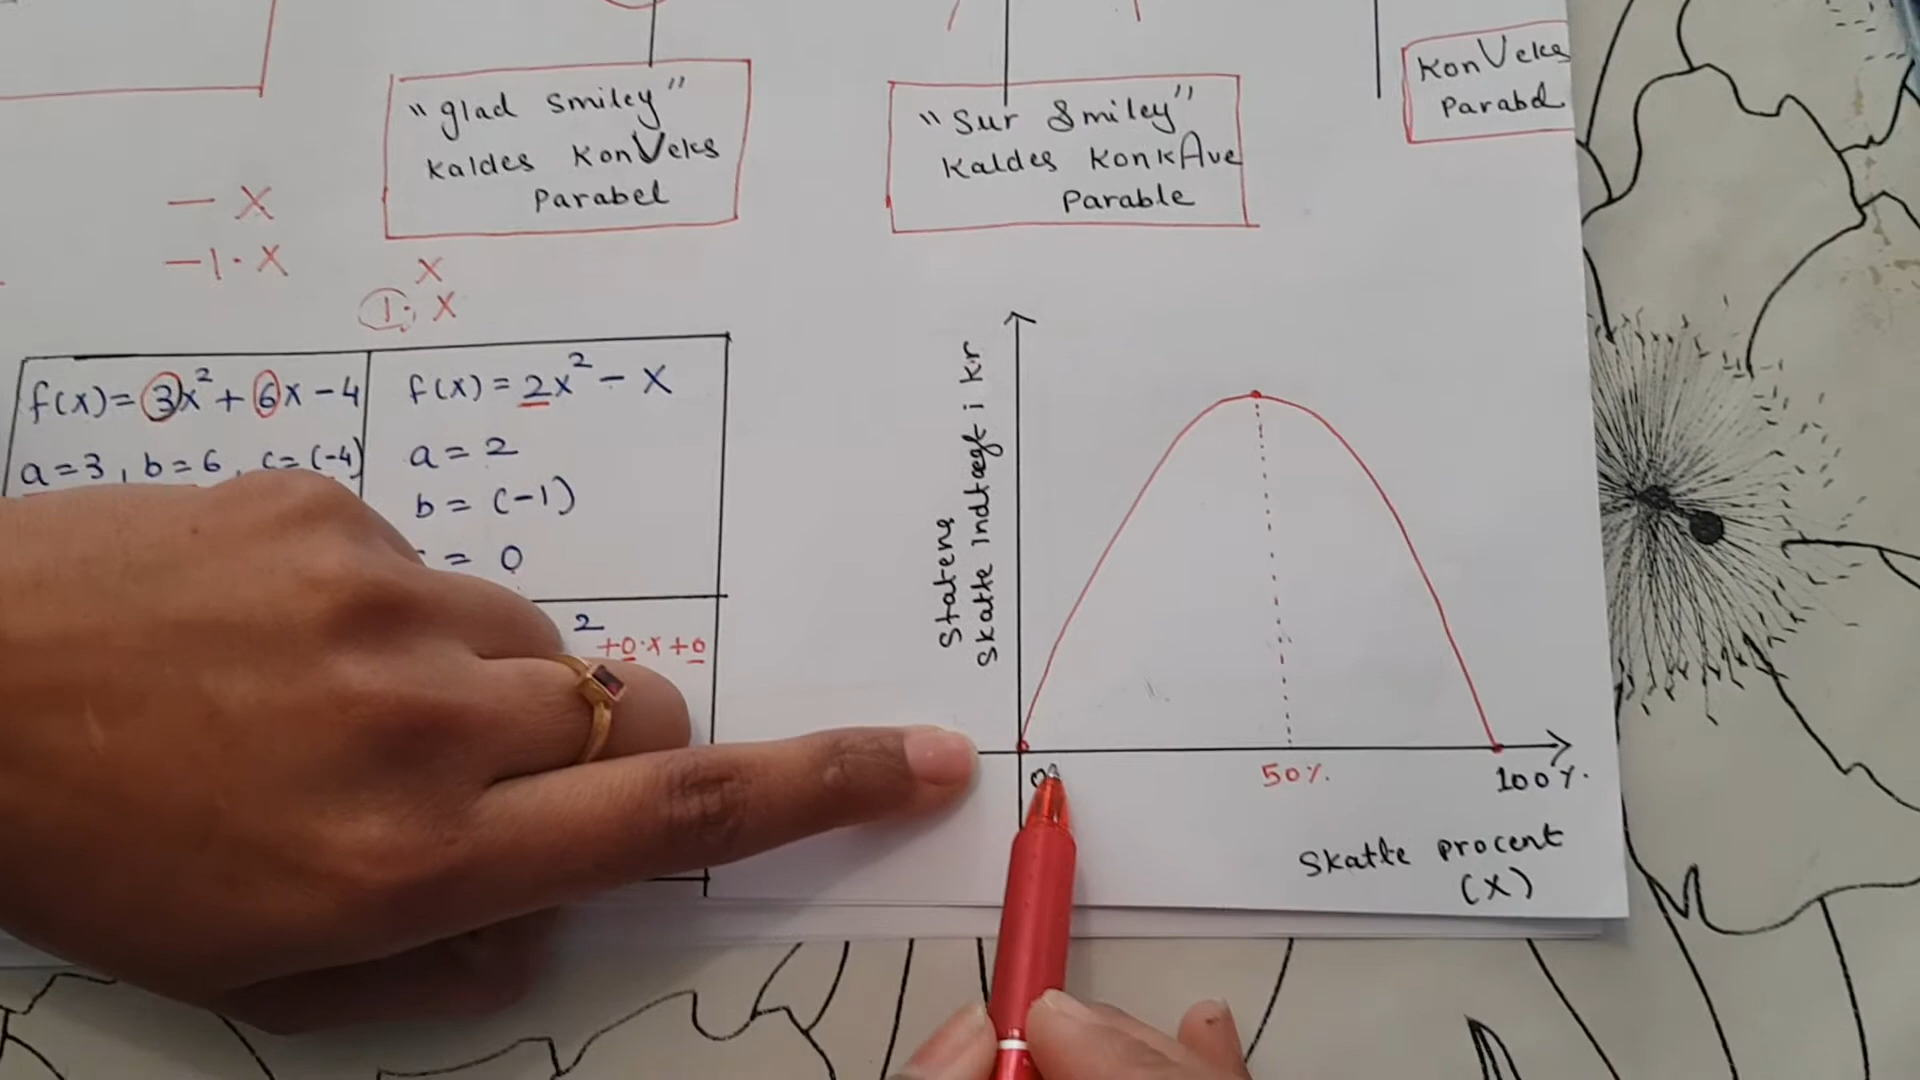 "glad smiley"
kaldes konVeks
parabel
"Sur Smiley"
kaldes konkAve
Parable
KonVeks
Parabel
- x
-1·x
x
1·x
f(x)=3x²+6x-4
a=3, b=6, c=(-4)
f(x)=2x²-x
a=2
b=(-1)
= 0
2
+0·x+0
Statens
Skatte indtægt i kr
50%.
100%.
Skatte procent
(x)